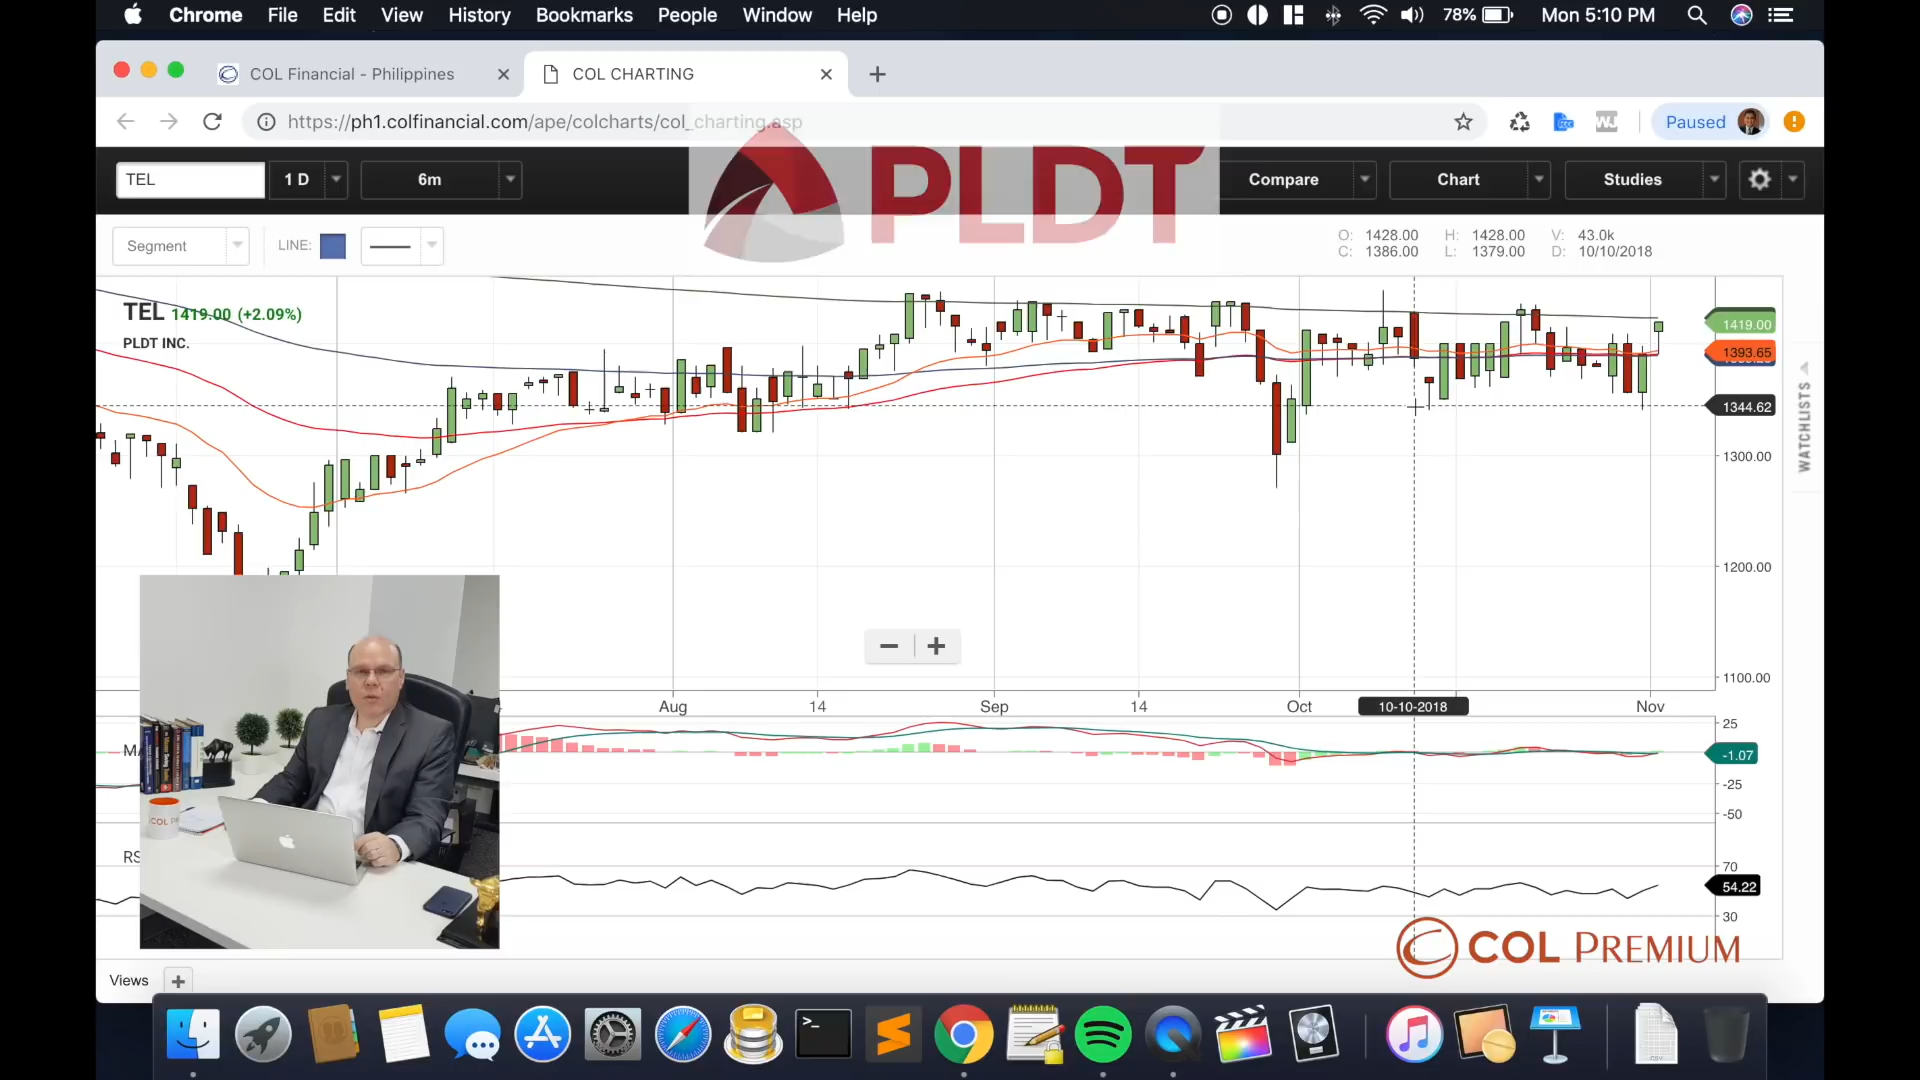 Chrome File Edit View History Bookmarks People Window Help 78% Mon 5:10 PM
COL Financial - Philippines COL CHARTING
https://ph1.colfinancial.com/ape/colcharts/col_charting.asp Paused
TEL 1 D 6m PLDT Compare Chart Studies
Segment LINE:
O: 1428.00 H: 1428.00 V: 43.0k
C: 1386.00 L: 1379.00 D: 10/10/2018
TEL 1419.00 (+2.09%)
PLDT INC.
1419.00
1393.65
1344.62
1300.00
1200.00
1100.00
WATCHLISTS
Aug 14 Sep 14 Oct 10-10-2018 Nov
25
-1.07
-25
-50
70
54.22
30
COL PREMIUM
Views